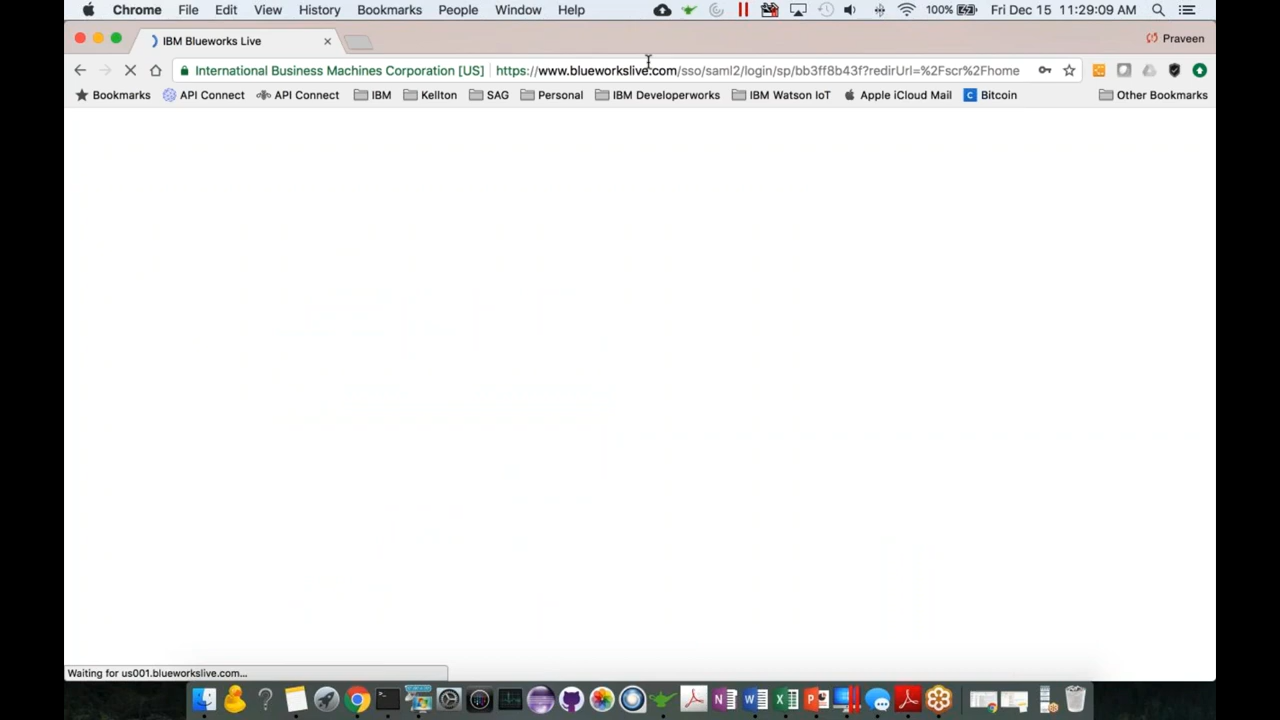 Chrome File Edit View History Bookmarks People Window Help 100% Fri Dec 15 11:29:09 AM
IBM Blueworks Live Praveen
International Business Machines Corporation [US] https://www.blueworkslive.com/sso/saml2/login/sp/bb3ff8b43f?redirUrl=%2Fscr%2Fhome
Bookmarks API Connect API Connect IBM Kellton SAG Personal IBM Developerworks IBM Watson IoT Apple iCloud Mail Bitcoin Other Bookmarks
Waiting for us001.blueworkslive.com...